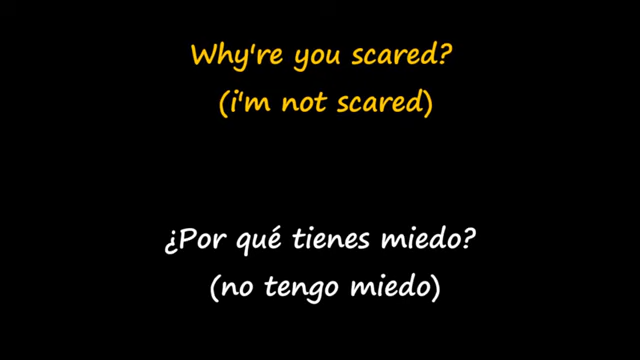 Why're you scared?
(i'm not scared)
¿Por qué tienes miedo?
(no tengo miedo)